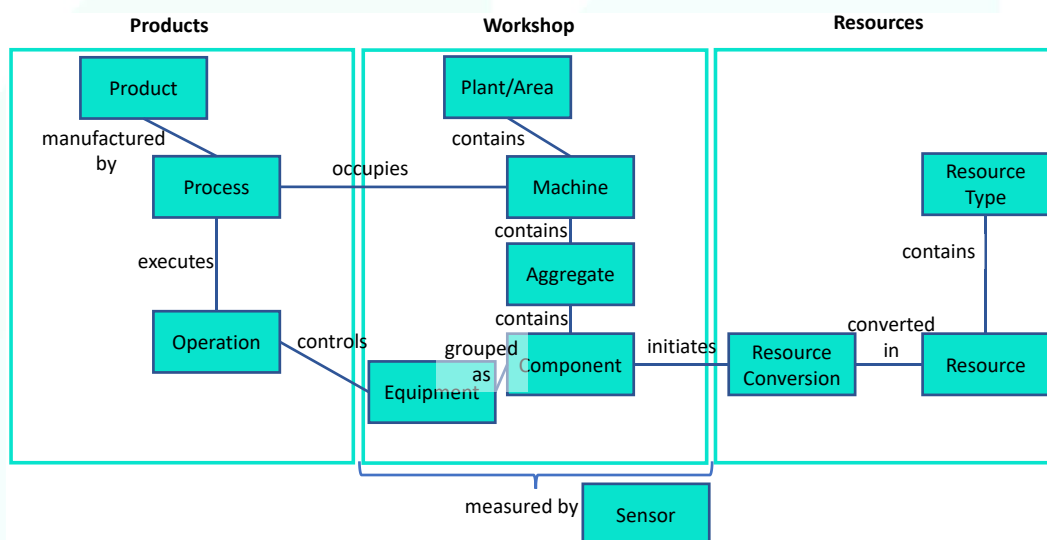 Products
Workshop
Resources
Product
Plant/Area
manufactured
by
contains
Process
occupies
Machine
Resource
Type
contains
executes
Aggregate
contains
contains
Operation
controls
grouped
as
Component
initiates
Resource
Conversion
converted
in
Resource
Equipment
measured by
Sensor